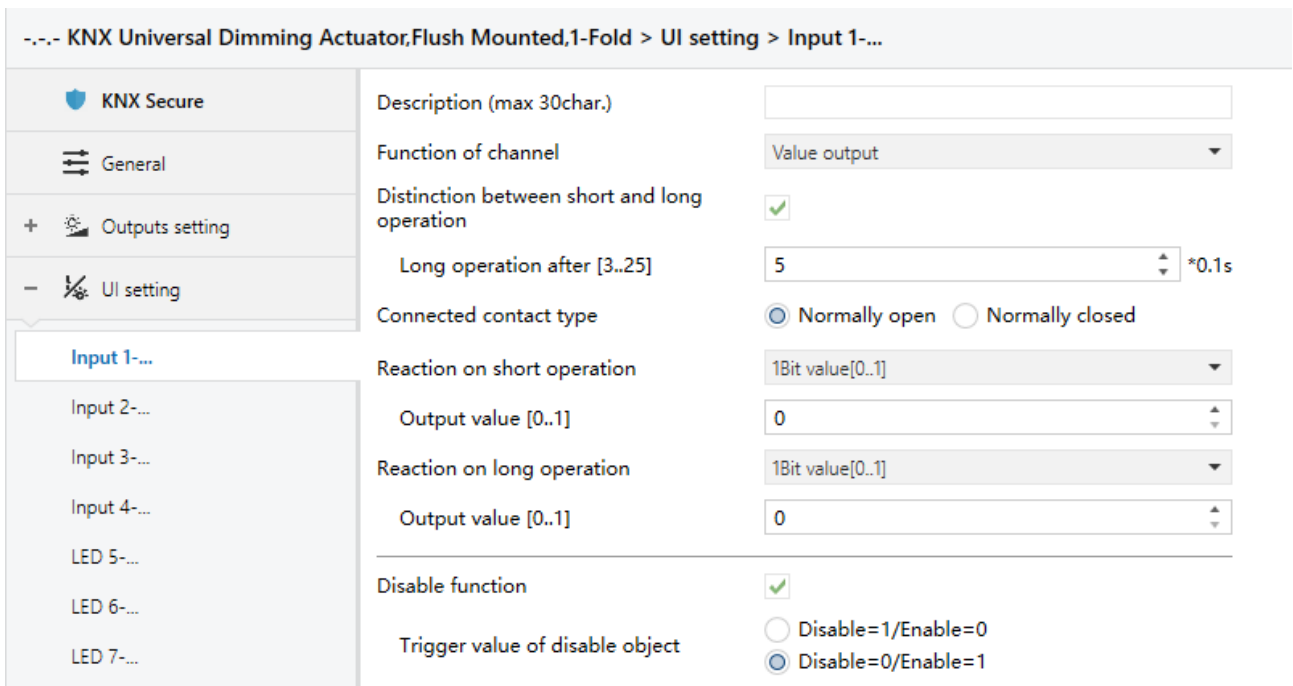 -.-.- KNX Universal Dimming Actuator,Flush Mounted,1-Fold > UI setting > Input 1-...
KNX Secure
General
+ Outputs setting
– UI setting
Input 1-...
Input 2-...
Input 3-...
Input 4-...
LED 5-...
LED 6-...
LED 7-...
Description (max 30char.)
Function of channel
Value output
Distinction between short and long
operation
Long operation after [3..25]
5
*0.1s
Connected contact type
Normally open
Normally closed
Reaction on short operation
1Bit value[0..1]
Output value [0..1]
0
Reaction on long operation
1Bit value[0..1]
Output value [0..1]
0
Disable function
Trigger value of disable object
Disable=1/Enable=0
Disable=0/Enable=1